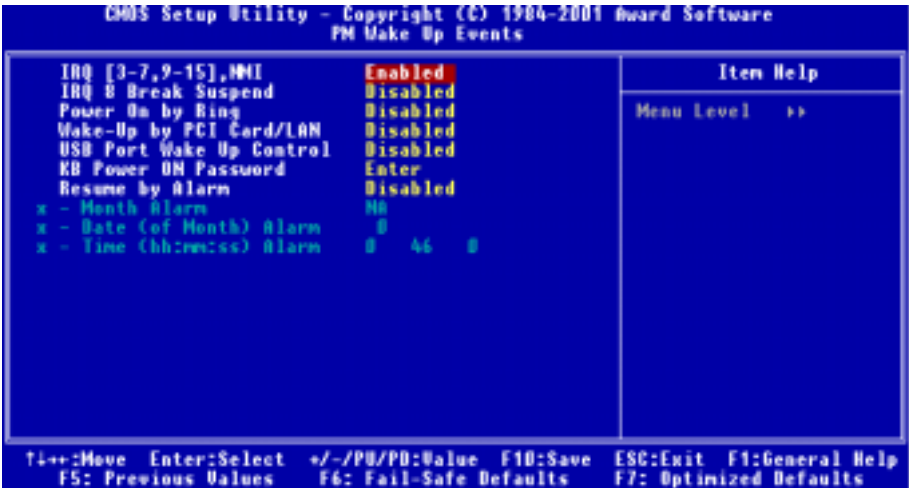 CMOS Setup Utility - Copyright (C) 1984-2001 Award Software
PM Wake Up Events
IRQ [3-7,9-15],NMI Enabled
IRQ 8 Break Suspend Disabled
Power On by Ring Disabled
Wake-Up by PCI Card/LAN Disabled
USB Port Wake Up Control Disabled
KB Power ON Password Enter
Resume by Alarm Disabled
x - Month Alarm NA
x - Date (of Month) Alarm 0
x - Time (hh:mm:ss) Alarm 0 46 0
Item Help
Menu Level ▸▸
↑↓→←:Move Enter:Select +/-/PU/PD:Value F10:Save ESC:Exit F1:General Help
F5: Previous Values F6: Fail-Safe Defaults F7: Optimized Defaults